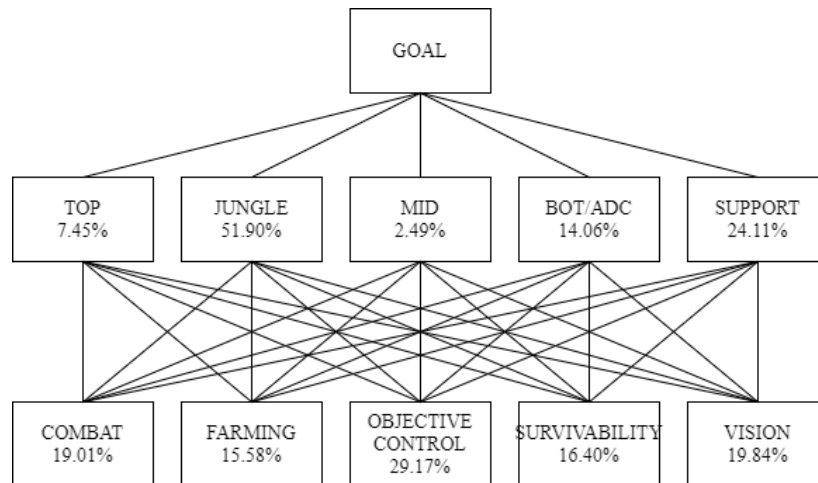 GOAL
TOP
7.45%
JUNGLE
51.90%
MID
2.49%
BOT/ADC
14.06%
SUPPORT
24.11%
COMBAT
19.01%
FARMING
15.58%
OBJECTIVE
CONTROL
29.17%
SURVIVABILITY
16.40%
VISION
19.84%